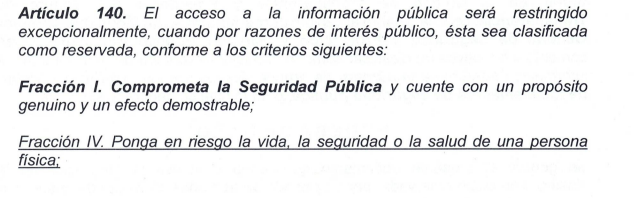 Artículo 140. El acceso a la información pública será restringido
excepcionalmente, cuando por razones de interés público, ésta sea clasificada
como reservada, conforme a los criterios siguientes:
Fracción I. Comprometa la Seguridad Pública y cuente con un propósito
genuino y un efecto demostrable;
Fracción IV. Ponga en riesgo la vida, la seguridad o la salud de una persona
física;